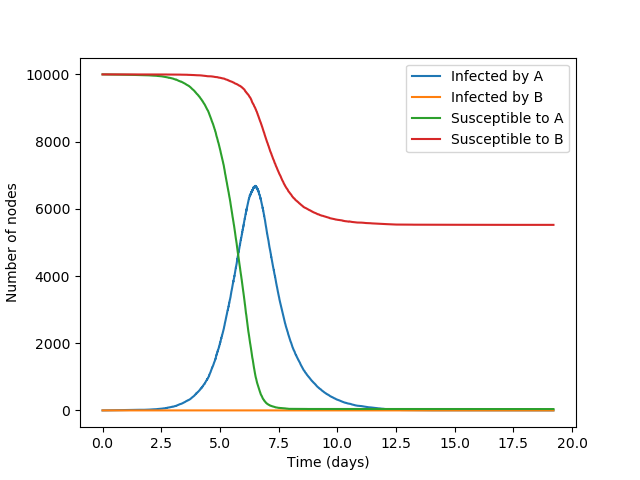 10000
8000
6000
4000
2000
0
Number of nodes
0.0 2.5 5.0 7.5 10.0 12.5 15.0 17.5 20.0
Time (days)
Infected by A
Infected by B
Susceptible to A
Susceptible to B